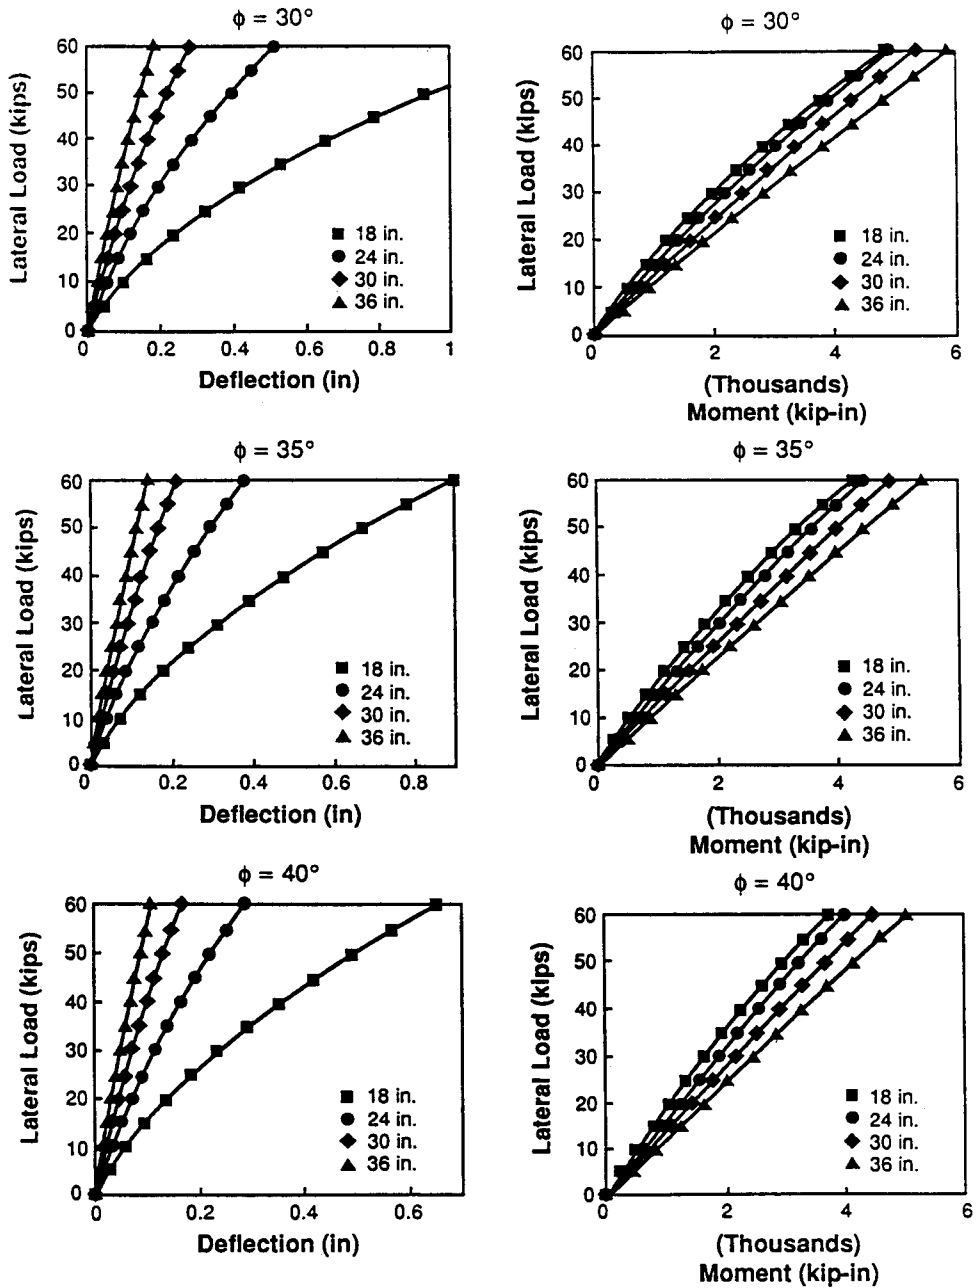 ϕ = 30°
Lateral Load (kips)
60
50
40
30
20
10
0
18 in.
24 in.
30 in.
36 in.
0 0.2 0.4 0.6 0.8 1
Deflection (in)
ϕ = 30°
Lateral Load (kips)
60
50
40
30
20
10
0
18 in.
24 in.
30 in.
36 in.
0 2 4 6
(Thousands)
Moment (kip-in)
ϕ = 35°
Lateral Load (kips)
60
50
40
30
20
10
0
18 in.
24 in.
30 in.
36 in.
0 0.2 0.4 0.6 0.8
Deflection (in)
ϕ = 35°
Lateral Load (kips)
60
50
40
30
20
10
0
18 in.
24 in.
30 in.
36 in.
0 2 4 6
(Thousands)
Moment (kip-in)
ϕ = 40°
Lateral Load (kips)
60
50
40
30
20
10
0
18 in.
24 in.
30 in.
36 in.
0 0.2 0.4 0.6
Deflection (in)
ϕ = 40°
Lateral Load (kips)
60
50
40
30
20
10
0
18 in.
24 in.
30 in.
36 in.
0 2 4 6
(Thousands)
Moment (kip-in)